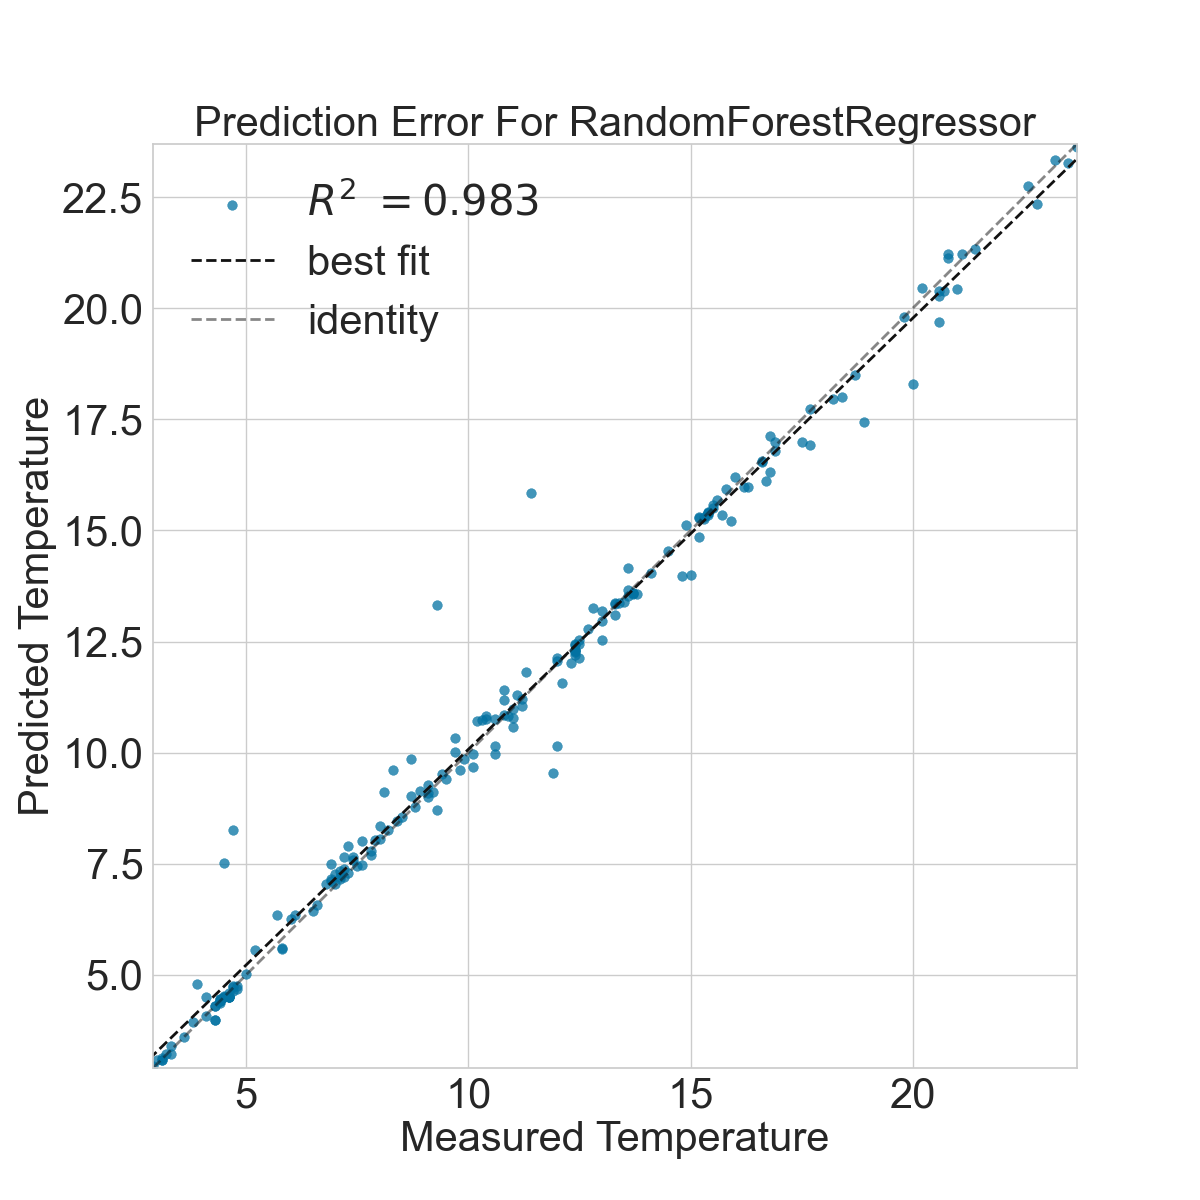 Prediction Error For RandomForestRegressor
R² = 0.983
best fit
identity
22.5
20.0
17.5
15.0
12.5
10.0
7.5
5.0
Predicted Temperature
5 10 15 20
Measured Temperature